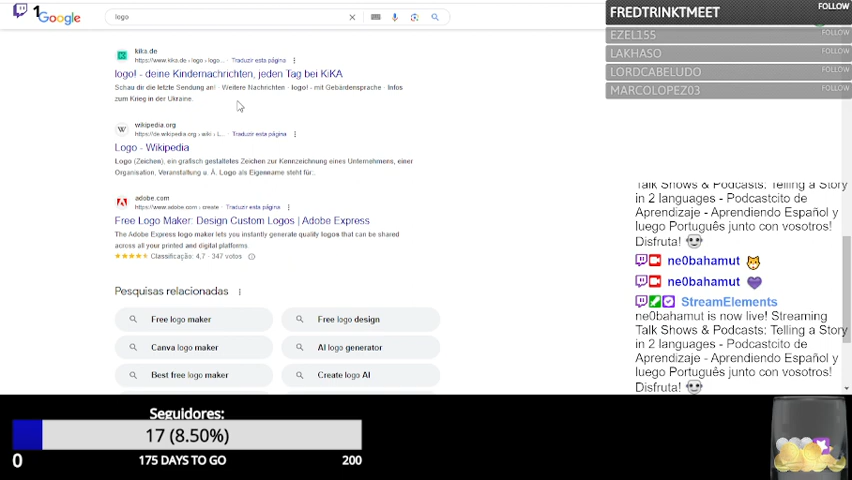 1
Google
logo
kika.de
https://www.kika.de › logo › logo... · Traduzir esta página
logo! - deine Kindernachrichten, jeden Tag bei KiKA
Schau dir die letzte Sendung an! · Weitere Nachrichten · logo! - mit Gebärdensprache · Infos
zum Krieg in der Ukraine.
W
wikipedia.org
https://de.wikipedia.org › wiki › L... · Traduzir esta página
Logo - Wikipedia
Logo (Zeichen), ein grafisch gestaltetes Zeichen zur Kennzeichnung eines Unternehmens, einer
Organisation, Veranstaltung u. Ä. Logo als Eigenname steht für:.
adobe.com
https://www.adobe.com › create · Traduzir esta página
Free Logo Maker: Design Custom Logos | Adobe Express
The Adobe Express logo maker lets you instantly generate quality logos that can be shared
across all your printed and digital platforms
Classificação: 4,7 · 347 votos
Pesquisas relacionadas
Free logo maker
Free logo design
Canva logo maker
AI logo generator
Best free logo maker
Create logo AI
FREDTRINKTMEET FOLLOW
EZEL155 FOLLOW
LAKHASO FOLLOW
LORDCABELUDO FOLLOW
MARCOLOPEZ03 FOLLOW
Talk Shows & Podcasts: Telling a Story
in 2 languages - Podcastcito de
Aprendizaje - Aprendiendo Español y
luego Português junto con vosotros!
Disfruta!
ne0bahamut
ne0bahamut
StreamElements
ne0bahamut is now live! Streaming
Talk Shows & Podcasts: Telling a Story
in 2 languages - Podcastcito de
Aprendizaje - Aprendiendo Español y
luego Português junto con vosotros!
Disfruta!
Seguidores:
17 (8.50%)
0
175 DAYS TO GO
200